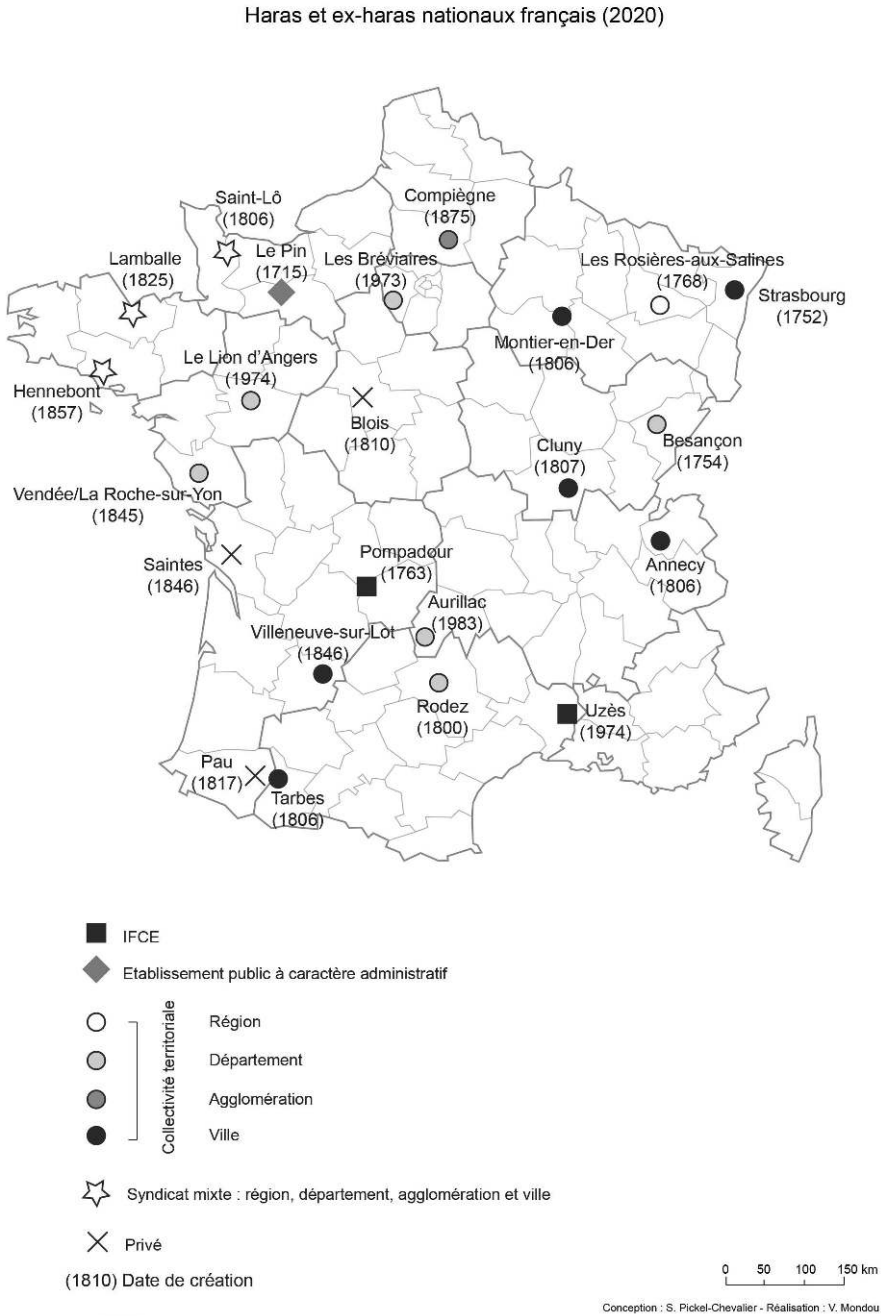 Haras et ex-haras nationaux français (2020)
Saint-Lô
(1806)
Compiègne
(1875)
Lamballe
(1825)
Le Pin
(1715)
Les Bréviaires
(1973)
Les Rosières-aux-Salines
(1768)
Strasbourg
(1752)
Montier-en-Der
(1806)
Le Lion d'Angers
(1974)
Hennebont
(1857)
Blois
(1810)
Cluny
(1807)
Besançon
(1754)
Vendée/La Roche-sur-Yon
(1845)
Saintes
(1846)
Pompadour
(1763)
Annecy
(1806)
Aurillac
(1983)
Villeneuve-sur-Lot
(1846)
Rodez
(1800)
Uzès
(1974)
Pau
(1817)
Tarbes
(1806)
IFCE
Etablissement public à caractère administratif
Collectivité territoriale
Région
Département
Agglomération
Ville
Syndicat mixte : région, département, agglomération et ville
Privé
(1810) Date de création
0 50 100 150 km
Conception : S. Pickel-Chevalier - Réalisation : V. Mondou